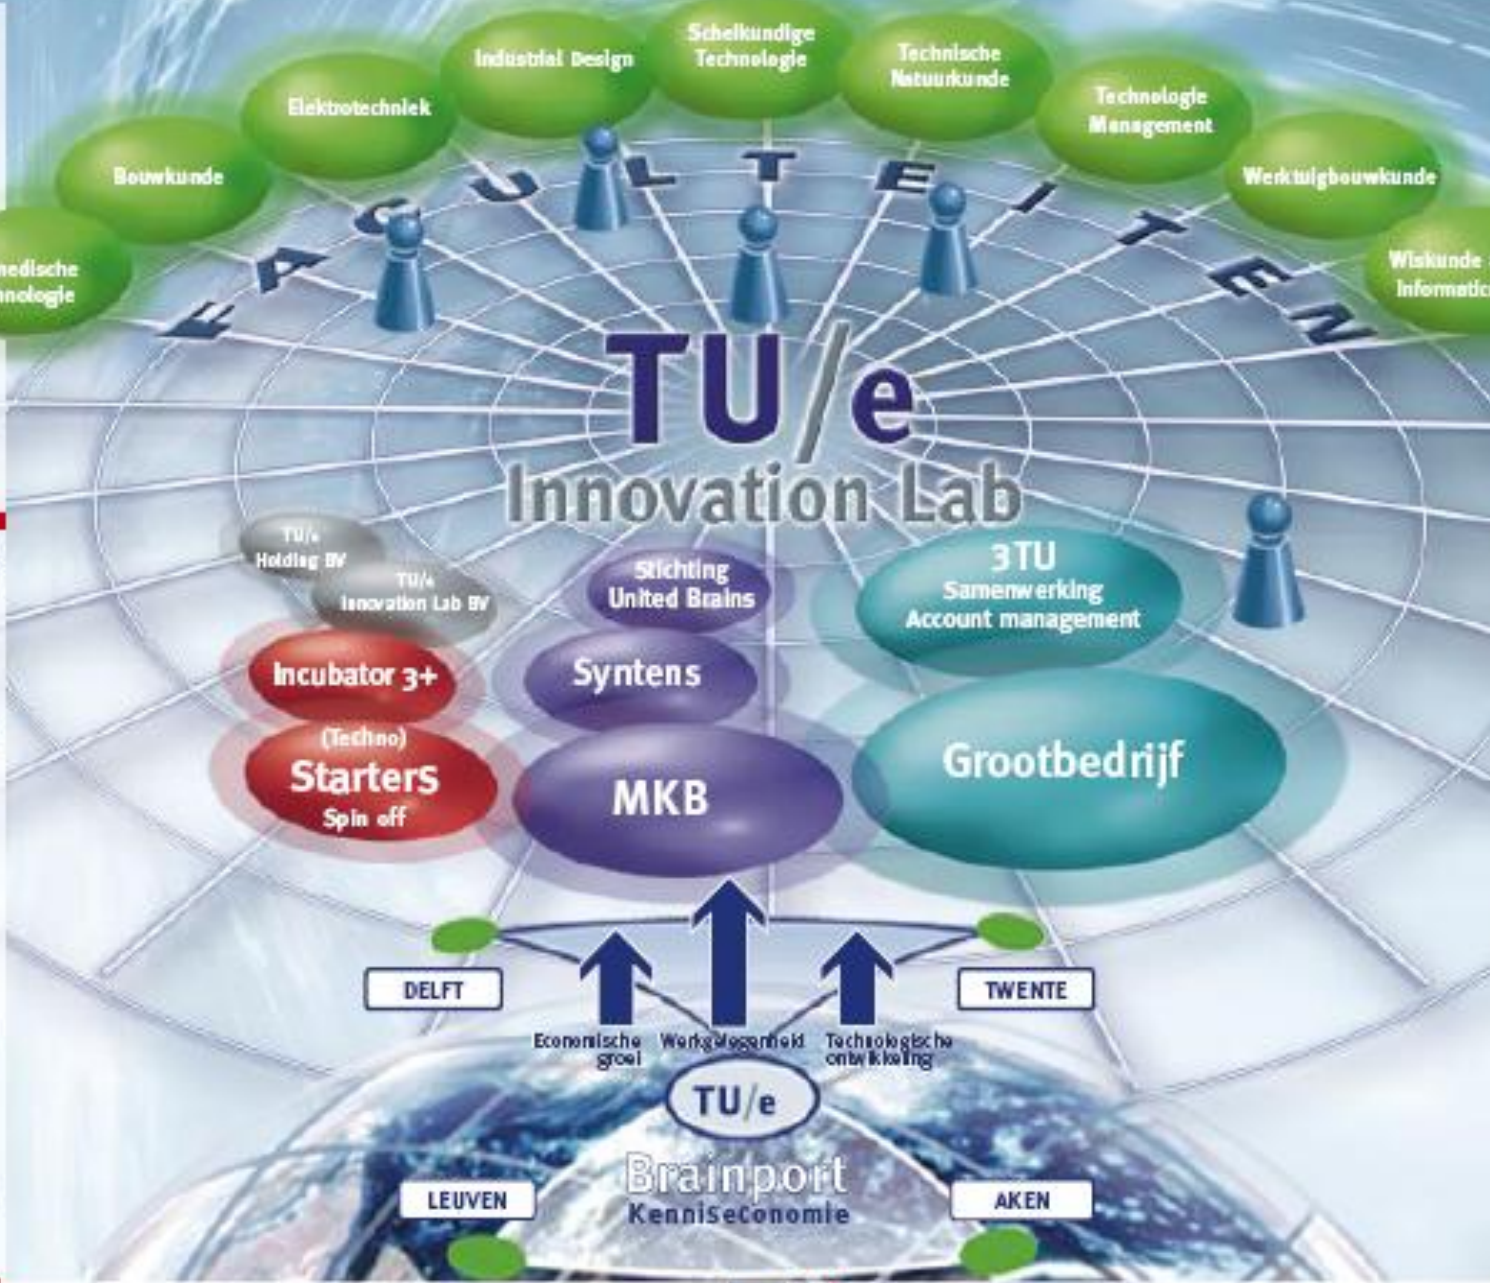 Industrial Design
Scheikundige
Technologie
Technische
Natuurkunde
Elektrotechniek
Technologie
Management
Bouwkunde
Werktuigbouwkunde
Wiskunde
FACULTEITEN
TU/e
Innovation Lab
TU/e
Holding BV
TU/e
Innovation Lab BV
Incubator 3+
(Techno)
Starters
Spin off
Stichting
United Brains
Syntens
MKB
3TU
Samenwerking
Account management
Grootbedrijf
DELFT
TWENTE
Economische
groei
Werkgelegenheid
Technologische
ontwikkeling
TU/e
Brainport
Kenniseconomie
LEUVEN
AKEN